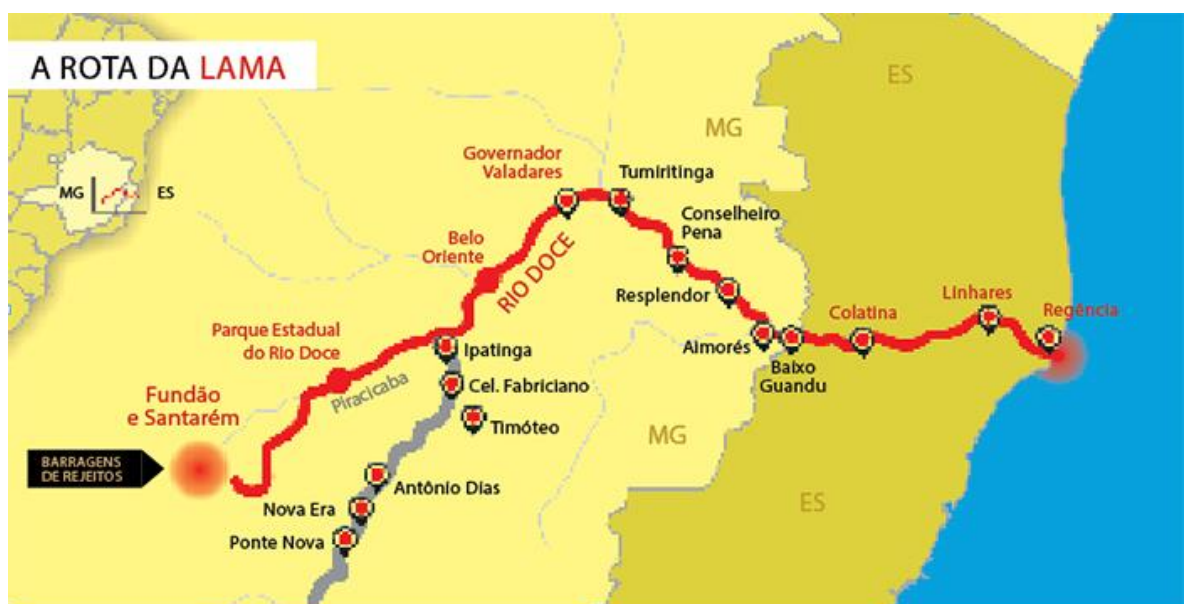 A ROTA DA LAMA
ES
MG
Governador
Valadares
Tumiritinga
MG
ES
Conselheiro
Pena
Belo
Oriente
RIO DOCE
Resplendor
Linhares
Regência
Colatina
Parque Estadual
do Rio Doce
Aimorés
Baixo
Guandu
Ipatinga
Piracicaba
Cel. Fabriciano
Fundão
e Santarém
Timóteo
MG
BARRAGENS
DE REJEITOS
Antônio Dias
ES
Nova Era
Ponte Nova